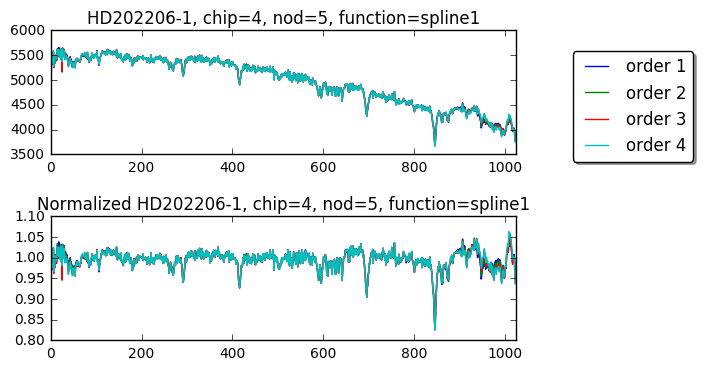 HD202206-1, chip=4, nod=5, function=spline1
6000
5500
5000
4500
4000
3500
0 200 400 600 800 1000
order 1
order 2
order 3
order 4
Normalized HD202206-1, chip=4, nod=5, function=spline1
1.10
1.05
1.00
0.95
0.90
0.85
0.80
0 200 400 600 800 1000